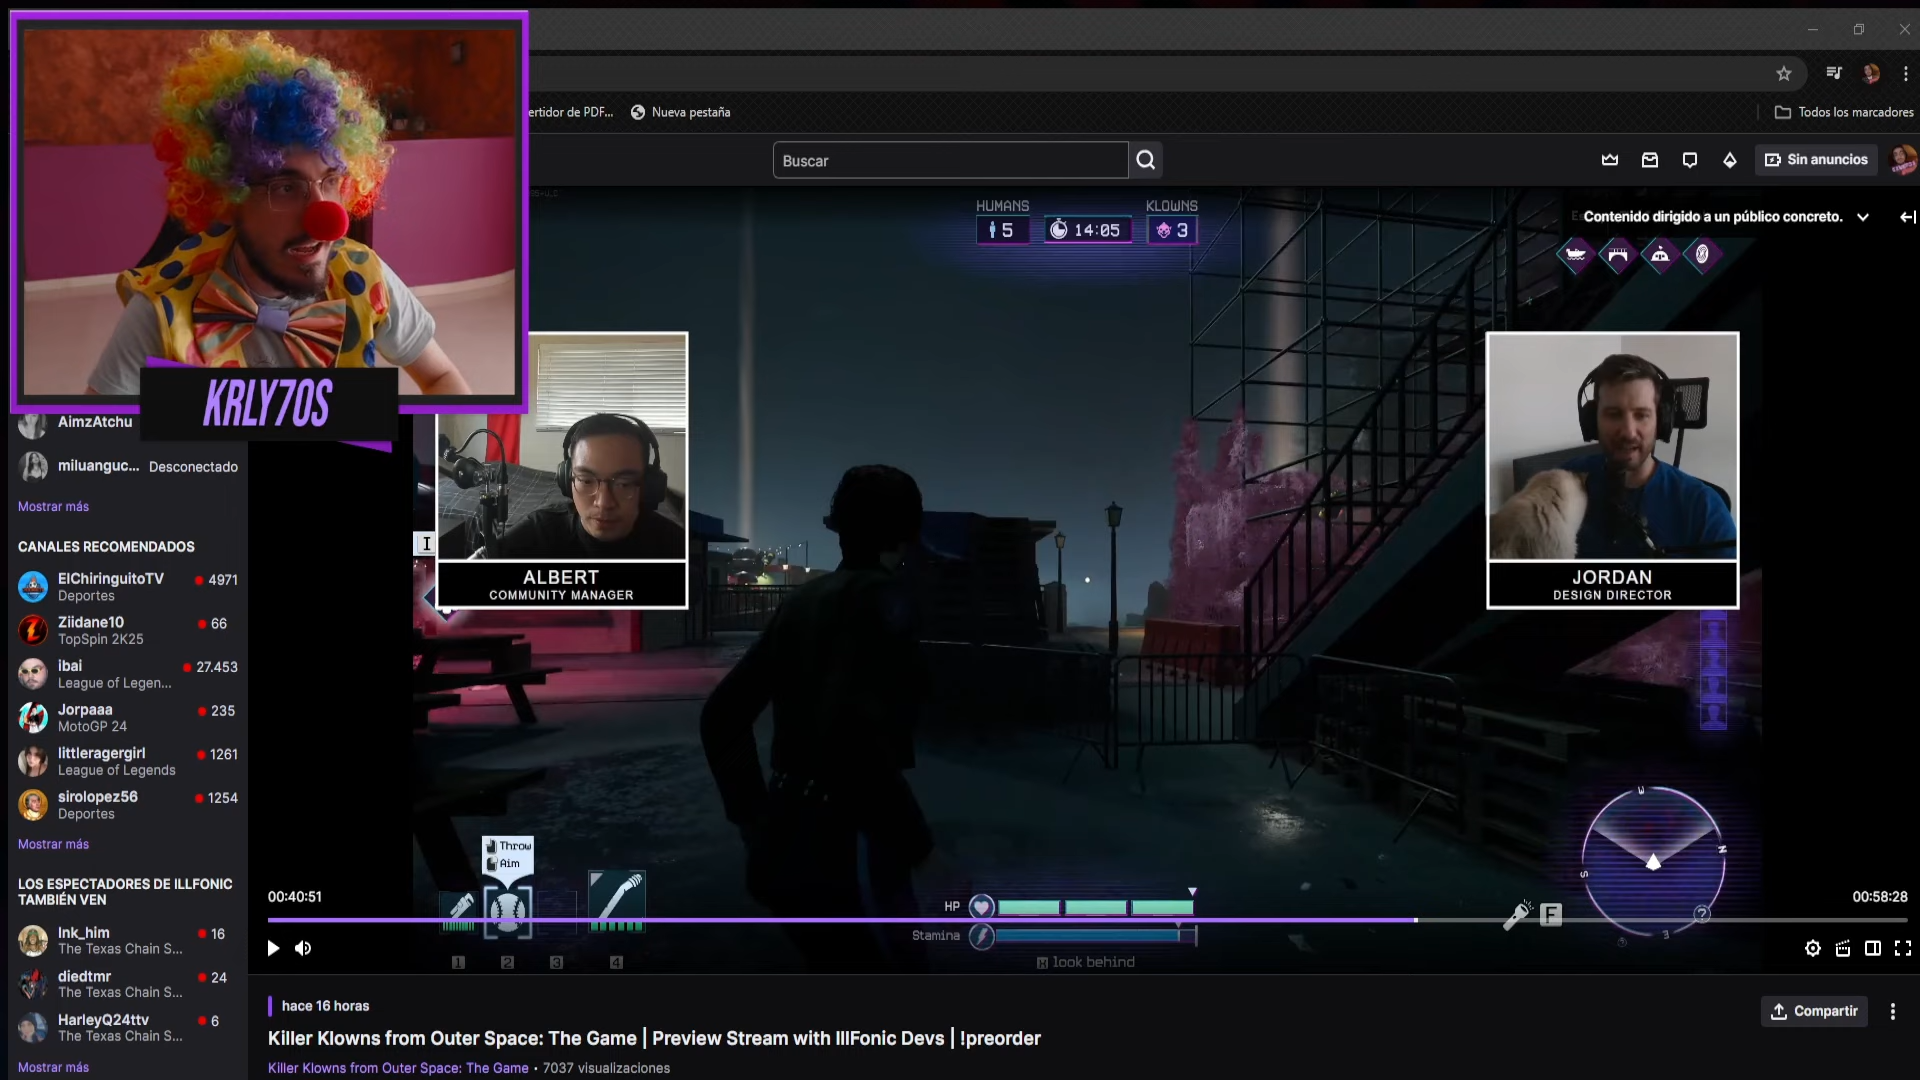 ertidor de PDF...
Nueva pestaña
Todos los marcadores
Buscar
Sin anuncios
HUMANS
5
14:05
KLOWNS
3
Contenido dirigido a un público concreto.
KRLY70S
AimzAtchu
miluanguc... Desconectado
Mostrar más
CANALES RECOMENDADOS
ElChiringuitoTV 4971
Deportes
Ziidane10 66
TopSpin 2K25
ibai 27.453
League of Legen...
Jorpaaa 235
MotoGP 24
littleragergirl 1261
League of Legends
sirolopez56 1254
Deportes
Mostrar más
LOS ESPECTADORES DE ILLFONIC
TAMBIÉN VEN
Ink_him 16
The Texas Chain S...
diedtmr 24
The Texas Chain S...
HarleyQ24ttv 6
The Texas Chain S...
Mostrar más
I
ALBERT
COMMUNITY MANAGER
JORDAN
DESIGN DIRECTOR
Throw
Aim
1
2
3
4
HP
Stamina
H look behind
F
W
N
S
E
?
00:40:51
00:58:28
hace 16 horas
Compartir
Killer Klowns from Outer Space: The Game | Preview Stream with IllFonic Devs | !preorder
Killer Klowns from Outer Space: The Game • 7037 visualizaciones